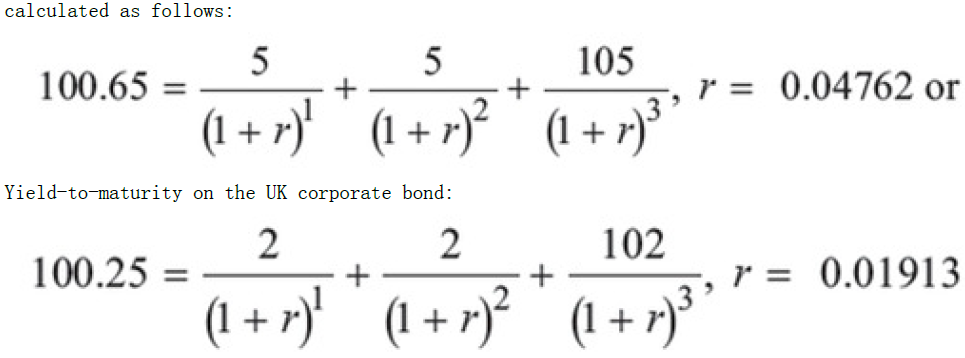 calculated as follows:
100.65 = \frac{5}{(1 + r)^1} + \frac{5}{(1 + r)^2} + \frac{105}{(1 + r)^3}, r = 0.04762 or
Yield-to-maturity on the UK corporate bond:
100.25 = \frac{2}{(1 + r)^1} + \frac{2}{(1 + r)^2} + \frac{102}{(1 + r)^3}, r = 0.01913